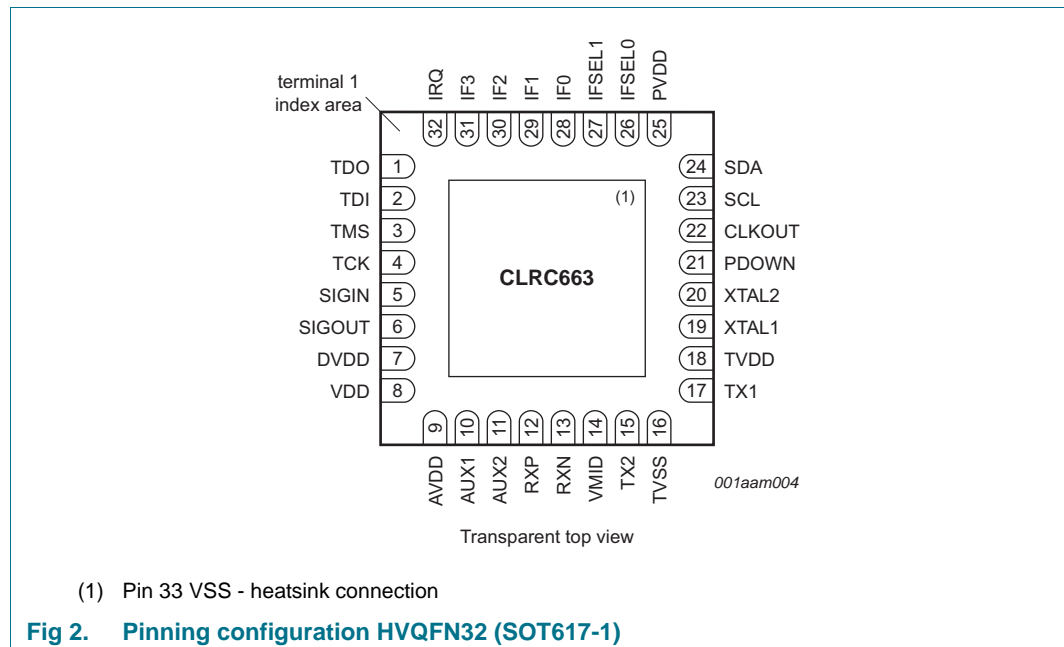 terminal 1
index area
IRQ
IF3
IF2
IF1
IF0
IFSEL1
IFSEL0
PVDD
32
31
30
29
28
27
26
25
TDO 1
TDI 2
TMS 3
TCK 4
SIGIN 5
SIGOUT 6
DVDD 7
VDD 8
(1)
CLRC663
24 SDA
23 SCL
22 CLKOUT
21 PDOWN
20 XTAL2
19 XTAL1
18 TVDD
17 TX1
9
10
11
12
13
14
15
16
AVDD
AUX1
AUX2
RXP
RXN
VMID
TX2
TVSS
001aam004
Transparent top view
(1) Pin 33 VSS - heatsink connection
Fig 2. Pinning configuration HVQFN32 (SOT617-1)